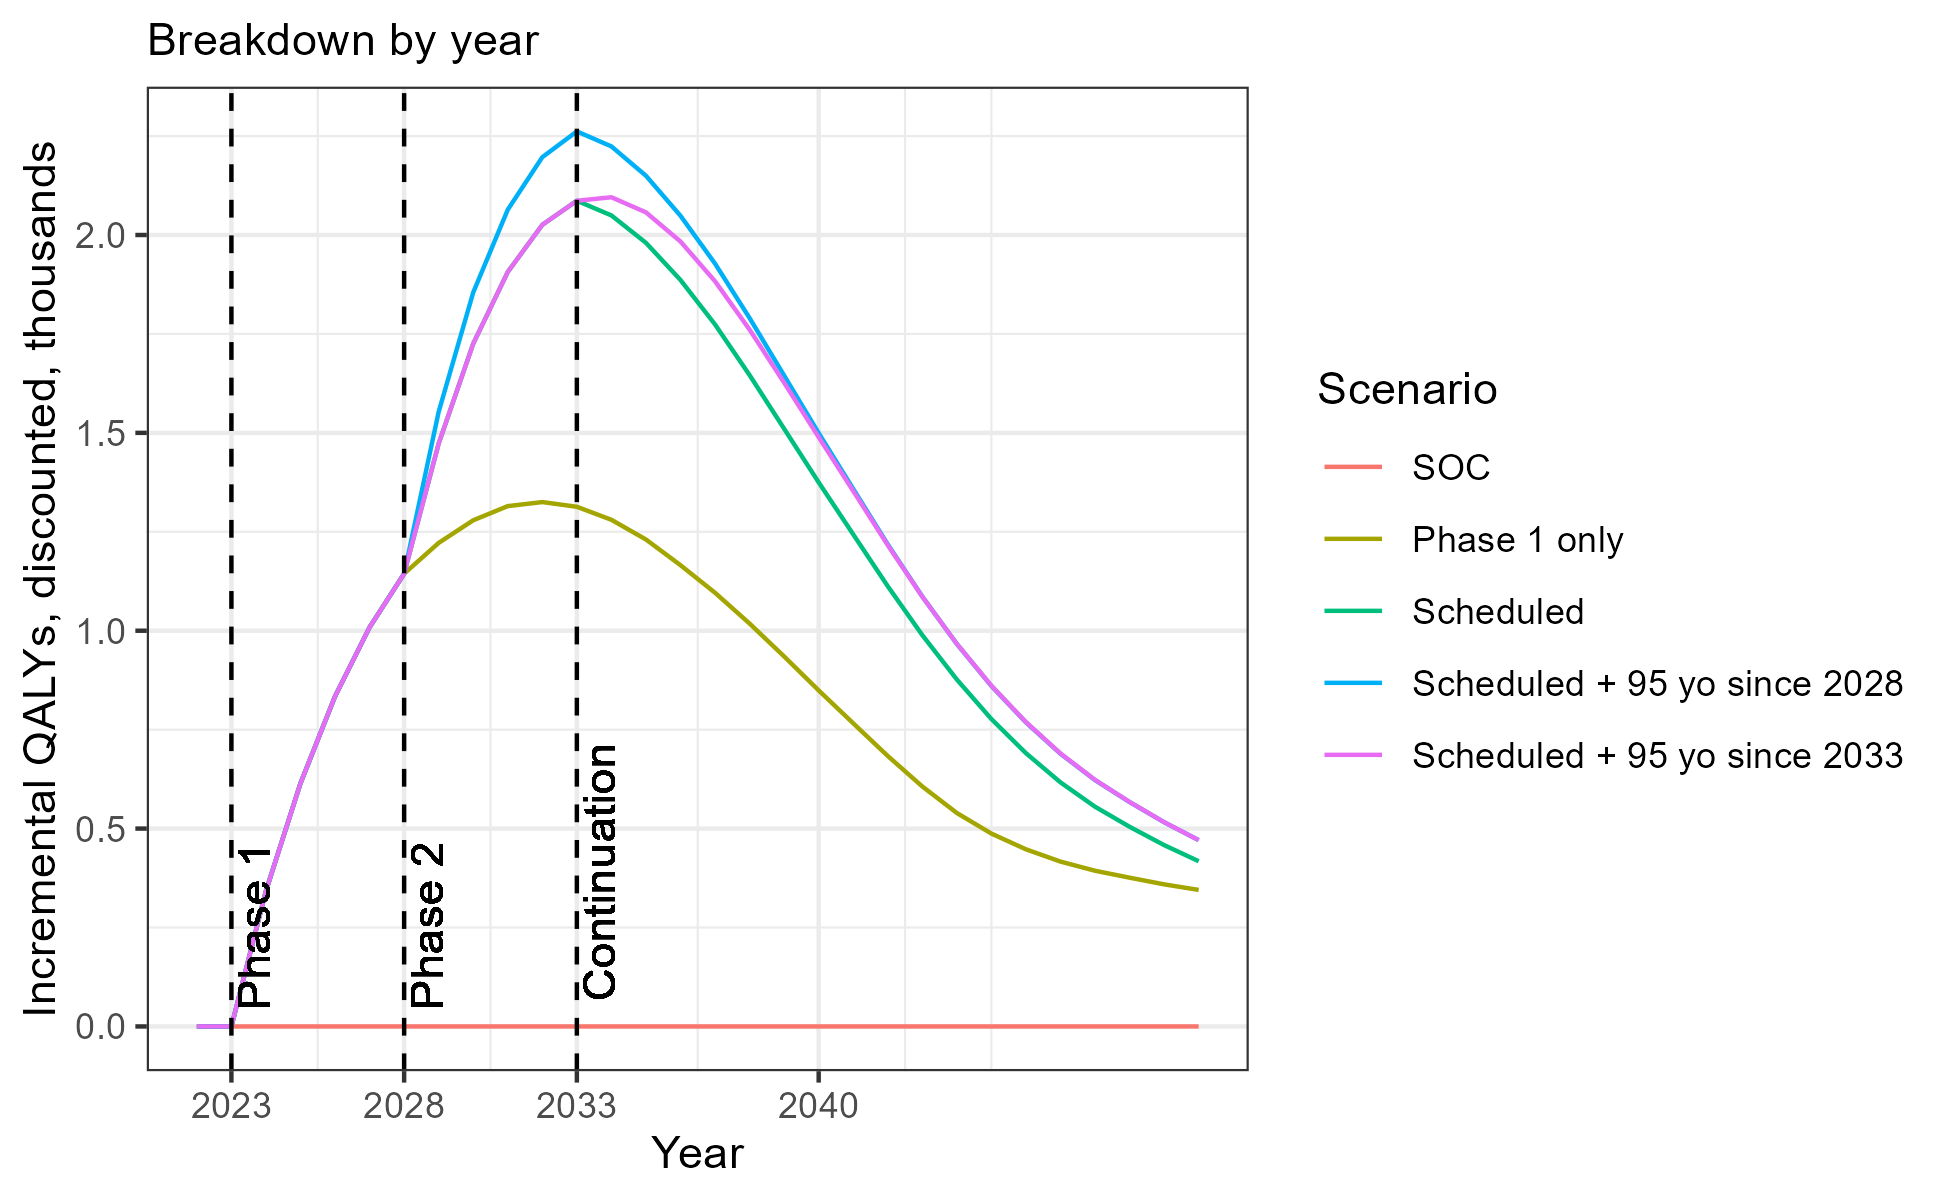 Breakdown by year
Incremental QALYs, discounted, thousands
2.0
1.5
1.0
0.5
0.0
Phase 1
Phase 2
Continuation
2023
2028
2033
2040
Year
Scenario
SOC
Phase 1 only
Scheduled
Scheduled + 95 yo since 2028
Scheduled + 95 yo since 2033